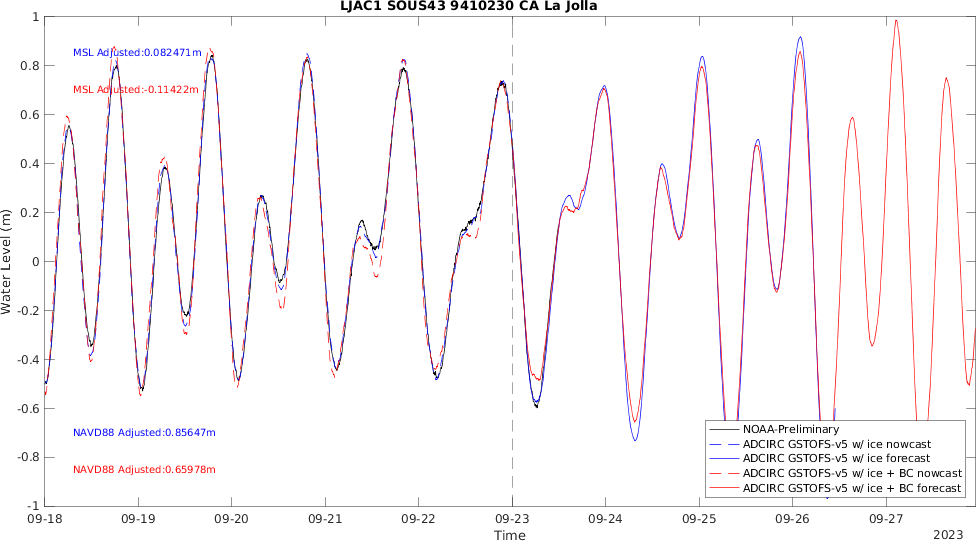 LJAC1 SOUS43 9410230 CA La Jolla
1
0.8
0.6
0.4
0.2
0
-0.2
-0.4
-0.6
-0.8
-1
Water Level (m)
MSL Adjusted:0.082471m
MSL Adjusted:-0.11422m
NAVD88 Adjusted:0.85647m
NAVD88 Adjusted:0.65978m
NOAA-Preliminary
ADCIRC GSTOFS-v5 w/ ice nowcast
ADCIRC GSTOFS-v5 w/ ice forecast
ADCIRC GSTOFS-v5 w/ ice + BC nowcast
ADCIRC GSTOFS-v5 w/ ice + BC forecast
09-18 09-19 09-20 09-21 09-22 09-23 09-24 09-25 09-26 09-27
Time
2023